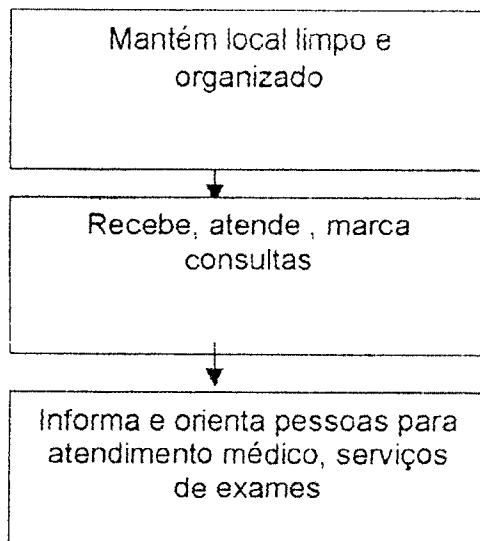 Mantém local limpo e
organizado
Recebe, atende , marca
consultas
Informa e orienta pessoas para
atendimento médico, serviços
de exames